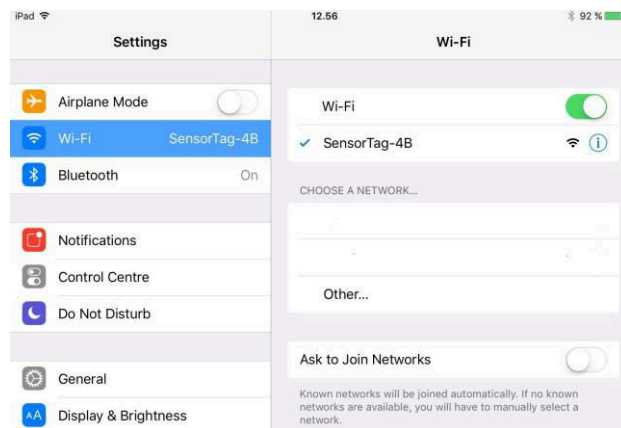 iPad 12.56 92 %
Settings
Wi-Fi
Airplane Mode
Wi-Fi SensorTag-4B
Bluetooth On
Notifications
Control Centre
Do Not Disturb
General
AA Display & Brightness
Wi-Fi
SensorTag-4B
CHOOSE A NETWORK...
Other...
Ask to Join Networks
Known networks will be joined automatically. If no known
networks are available, you will have to manually select a
network.